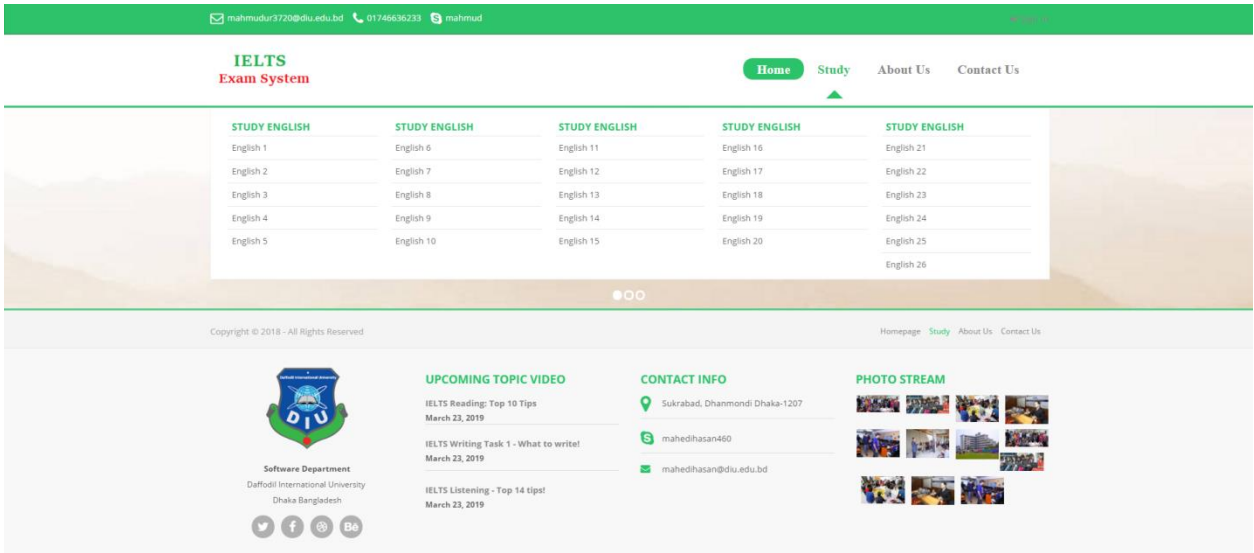 mahmudur3720@diu.edu.bd 01746636233 mahmud
IELTS
Exam System
Home Study About Us Contact Us
STUDY ENGLISH STUDY ENGLISH STUDY ENGLISH STUDY ENGLISH STUDY ENGLISH
English 1 English 6 English 11 English 16 English 21
English 2 English 7 English 12 English 17 English 22
English 3 English 8 English 13 English 18 English 23
English 4 English 9 English 14 English 19 English 24
English 5 English 10 English 15 English 20 English 25
English 26
Copyright © 2018 - All Rights Reserved Homepage Study About Us Contact Us
Daffodil International University
DIU
Software Department
Daffodil International University
Dhaka Bangladesh
UPCOMING TOPIC VIDEO
IELTS Reading: Top 10 Tips
March 23, 2019
IELTS Writing Task 1 - What to write!
March 23, 2019
IELTS Listening - Top 14 tips!
March 23, 2019
CONTACT INFO
Sukrabad, Dhanmondi Dhaka-1207
mahedihasan460
mahedihasan@diu.edu.bd
PHOTO STREAM